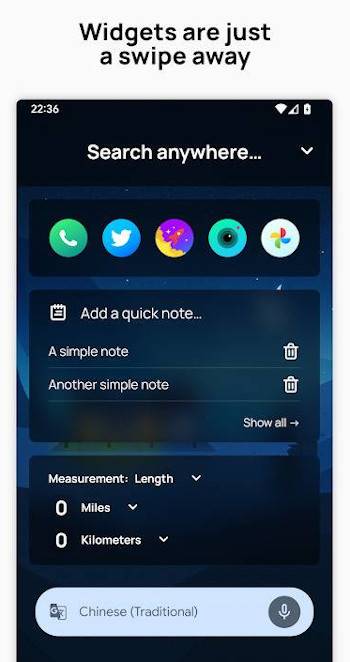 Widgets are just
a swipe away
22:36
Search anywhere...
Add a quick note...
A simple note
Another simple note
Show all →
Measurement: Length
0 Miles
0 Kilometers
Chinese (Traditional)